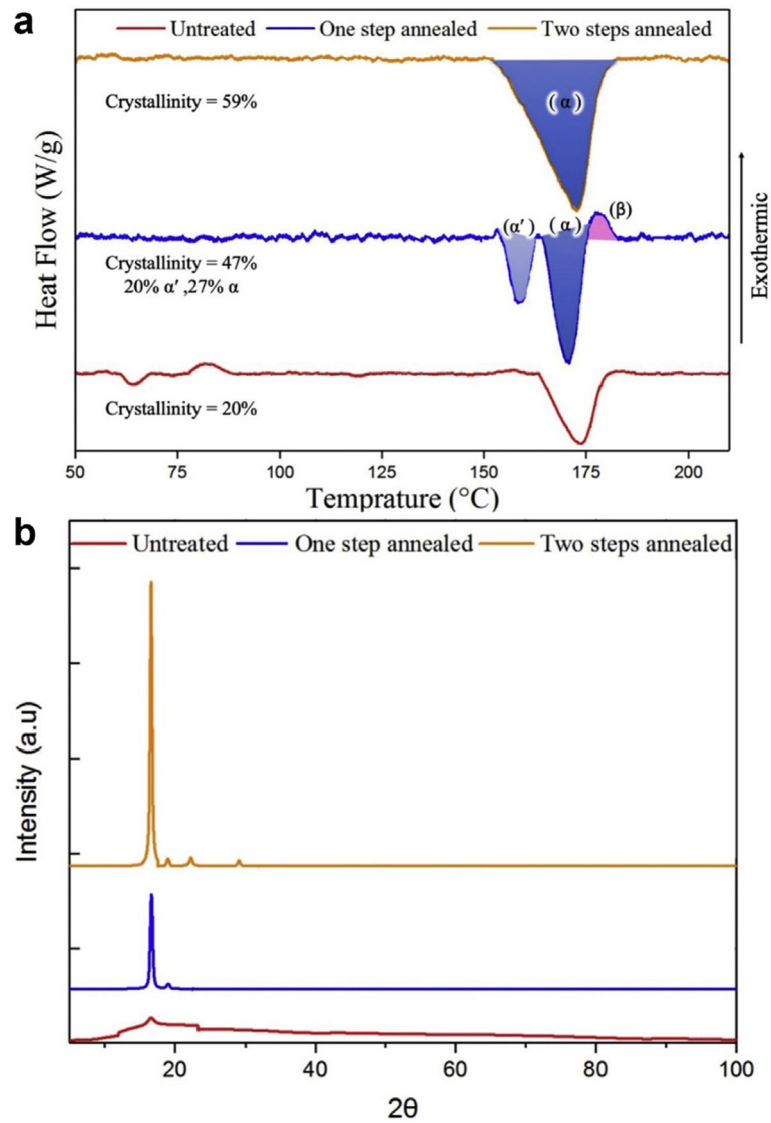 a
Untreated One step annealed Two steps annealed
Crystallinity = 59%
(α)
(α') (α) (β)
Crystallinity = 47%
20% α' ,27% α
Crystallinity = 20%
Heat Flow (W/g)
Exothermic
50 75 100 125 150 175 200
Temprature (°C)
b
Untreated One step annealed Two steps annealed
Intensity (a.u)
20 40 60 80 100
2θ